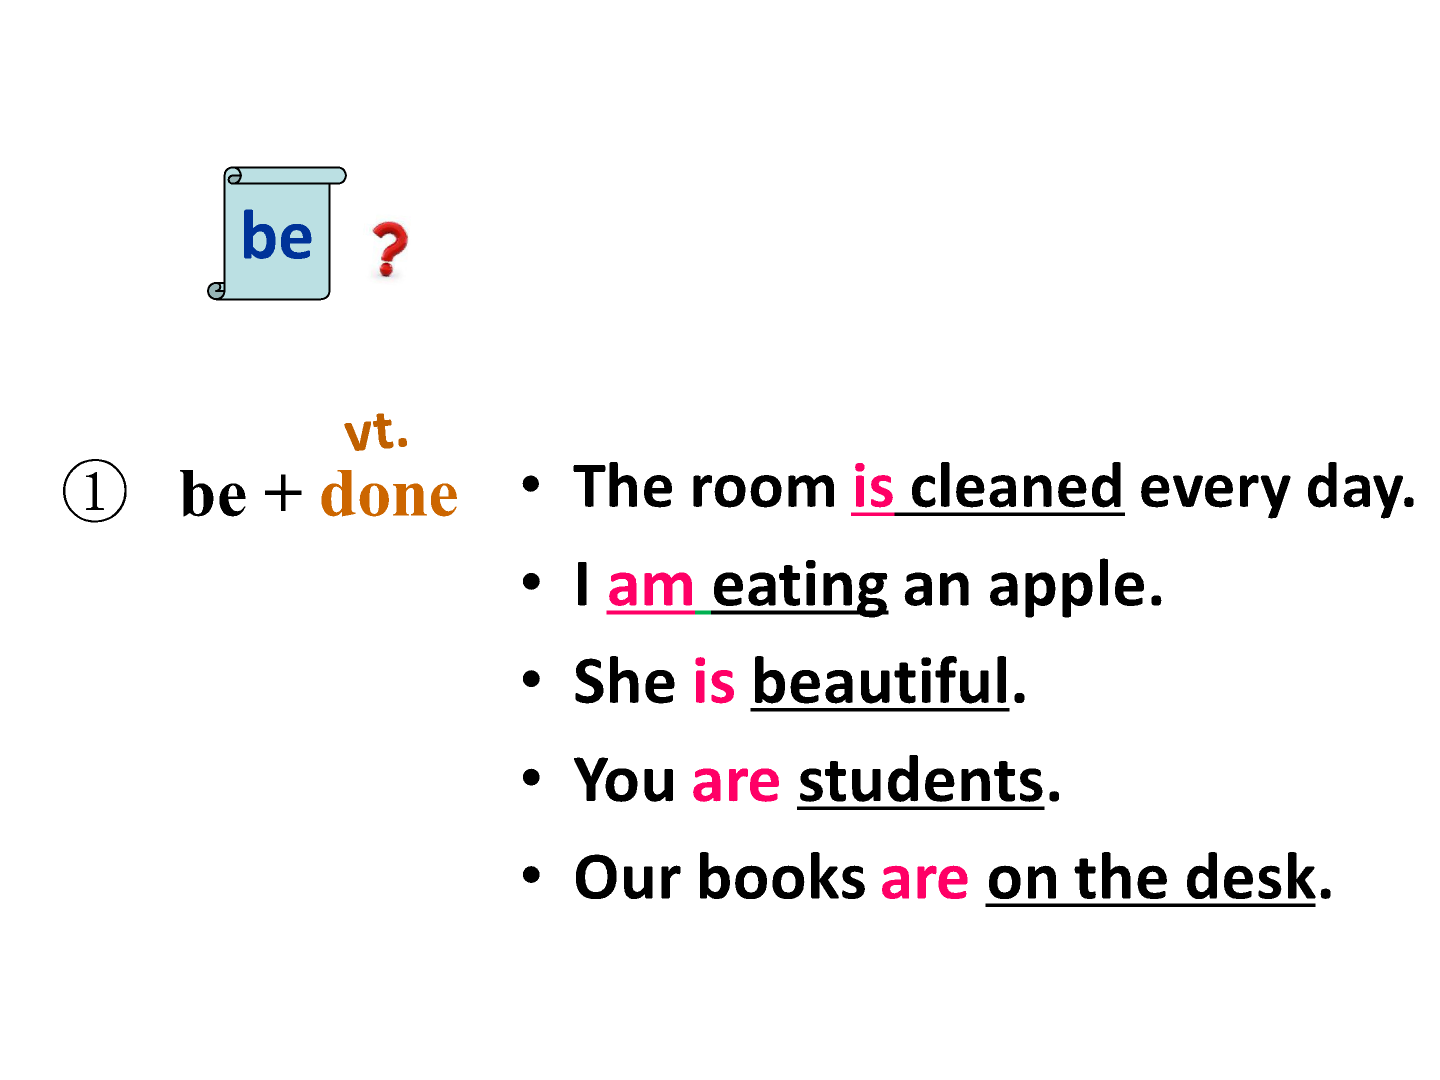 be ?
vt.
① be + done
• The room is cleaned every day.
• I am eating an apple.
• She is beautiful.
• You are students.
• Our books are on the desk.